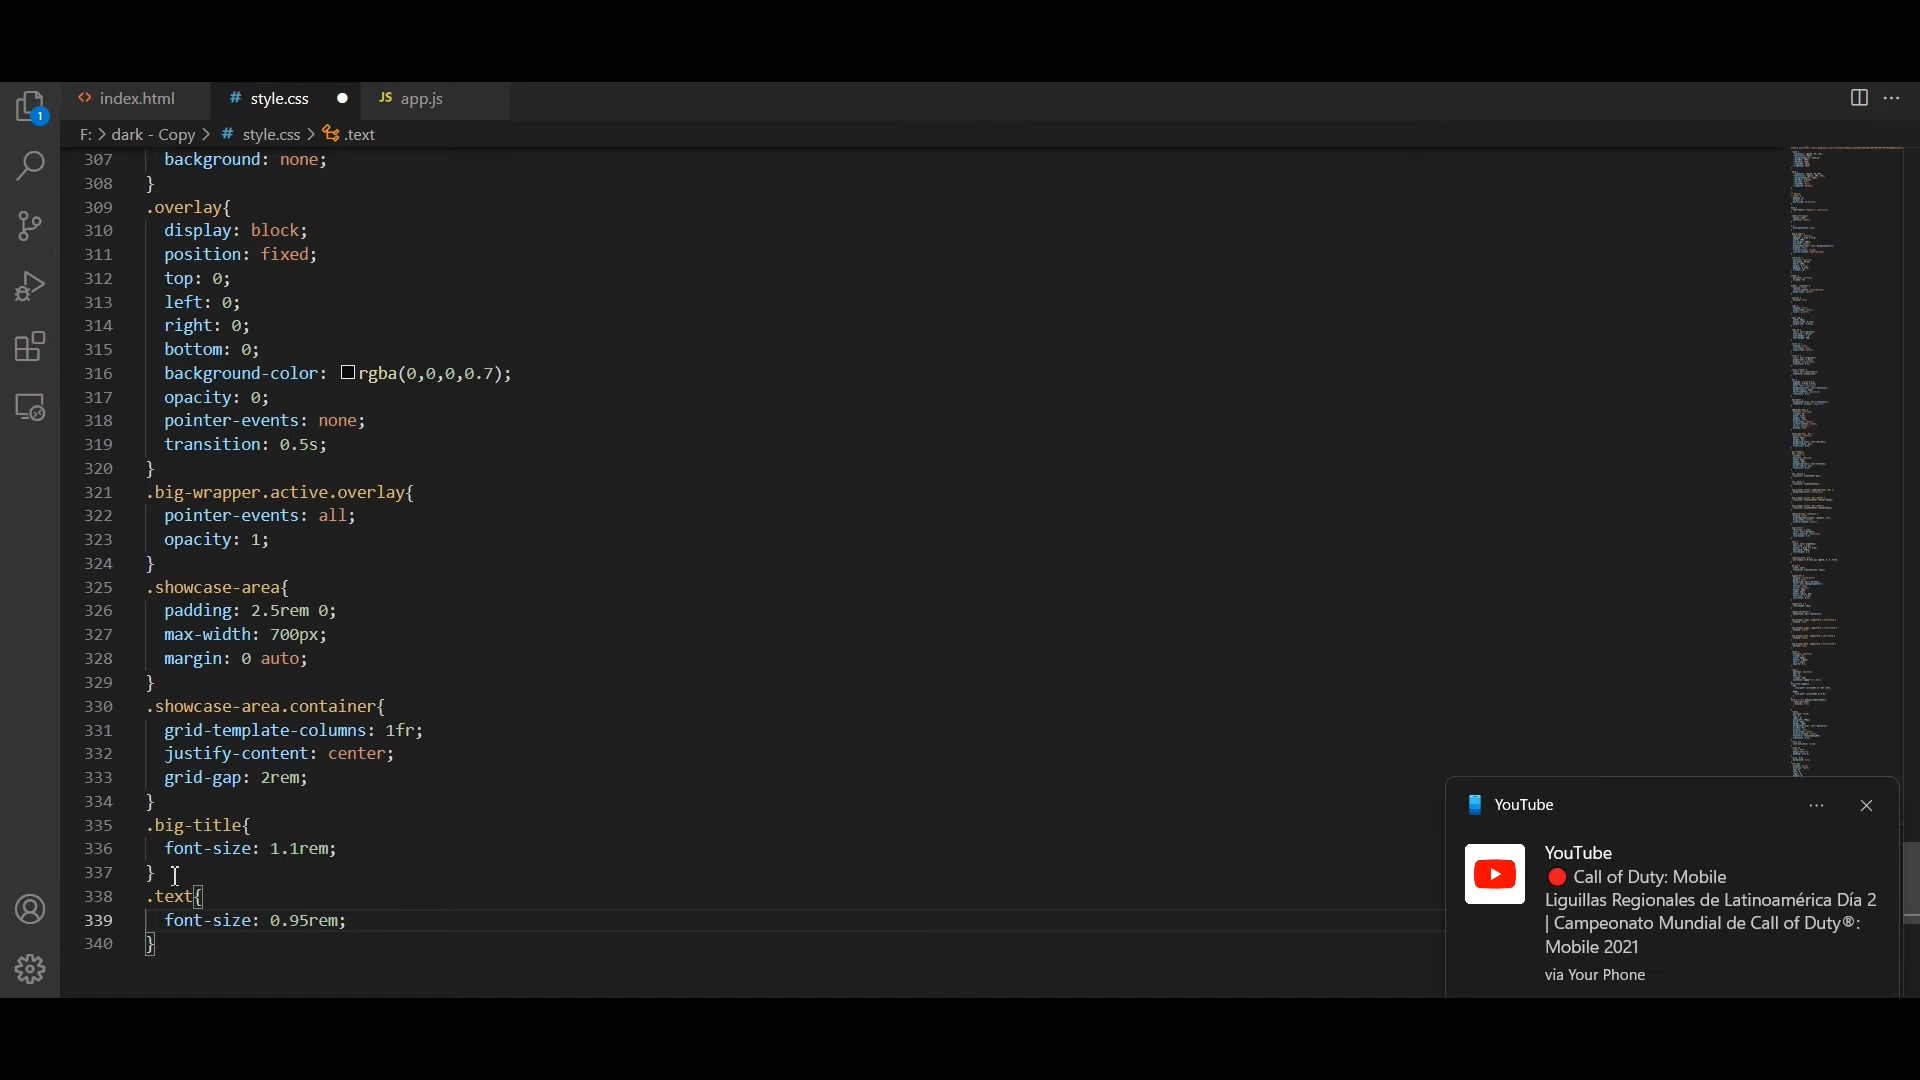 index.html
# style.css
JS app.js
1
F: > dark - Copy > # style.css > .text
307 background: none;
308 }
309 .overlay{
310 display: block;
311 position: fixed;
312 top: 0;
313 left: 0;
314 right: 0;
315 bottom: 0;
316 background-color: rgba(0,0,0,0.7);
317 opacity: 0;
318 pointer-events: none;
319 transition: 0.5s;
320 }
321 .big-wrapper.active.overlay{
322 pointer-events: all;
323 opacity: 1;
324 }
325 .showcase-area{
326 padding: 2.5rem 0;
327 max-width: 700px;
328 margin: 0 auto;
329 }
330 .showcase-area.container{
331 grid-template-columns: 1fr;
332 justify-content: center;
333 grid-gap: 2rem;
334 }
335 .big-title{
336 font-size: 1.1rem;
337 }
338 .text{
339 font-size: 0.95rem;
340 }
YouTube
YouTube
Call of Duty: Mobile
Liguillas Regionales de Latinoamérica Día 2
| Campeonato Mundial de Call of Duty®:
Mobile 2021
via Your Phone